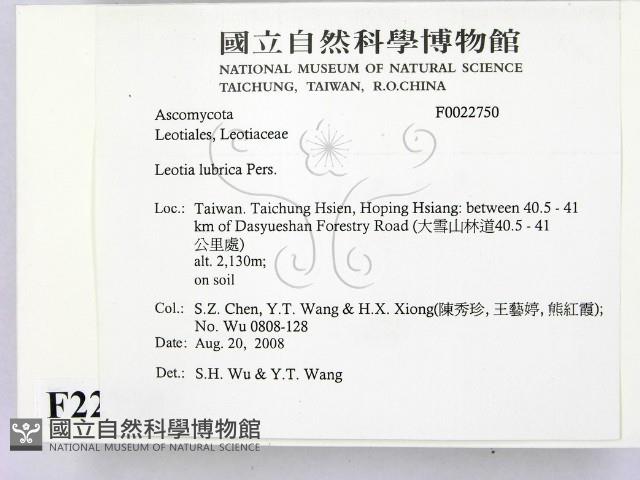 國立自然科學博物館
NATIONAL MUSEUM OF NATURAL SCIENCE
TAICHUNG, TAIWAN, R.O.CHINA
Ascomycota F0022750
Leotiales, Leotiaceae
Leotia lubrica Pers.
Loc.: Taiwan. Taichung Hsien, Hoping Hsiang: between 40.5 - 41
km of Dasyueshan Forestry Road (大雪山林道40.5 - 41
公里處)
alt. 2,130m;
on soil
Col.: S.Z. Chen, Y.T. Wang & H.X. Xiong(陳秀珍, 王藝婷, 熊紅霞);
No. Wu 0808-128
Date: Aug. 20, 2008
Det.: S.H. Wu & Y.T. Wang
F22
國立自然科學博物館
NATIONAL MUSEUM OF NATURAL SCIENCE